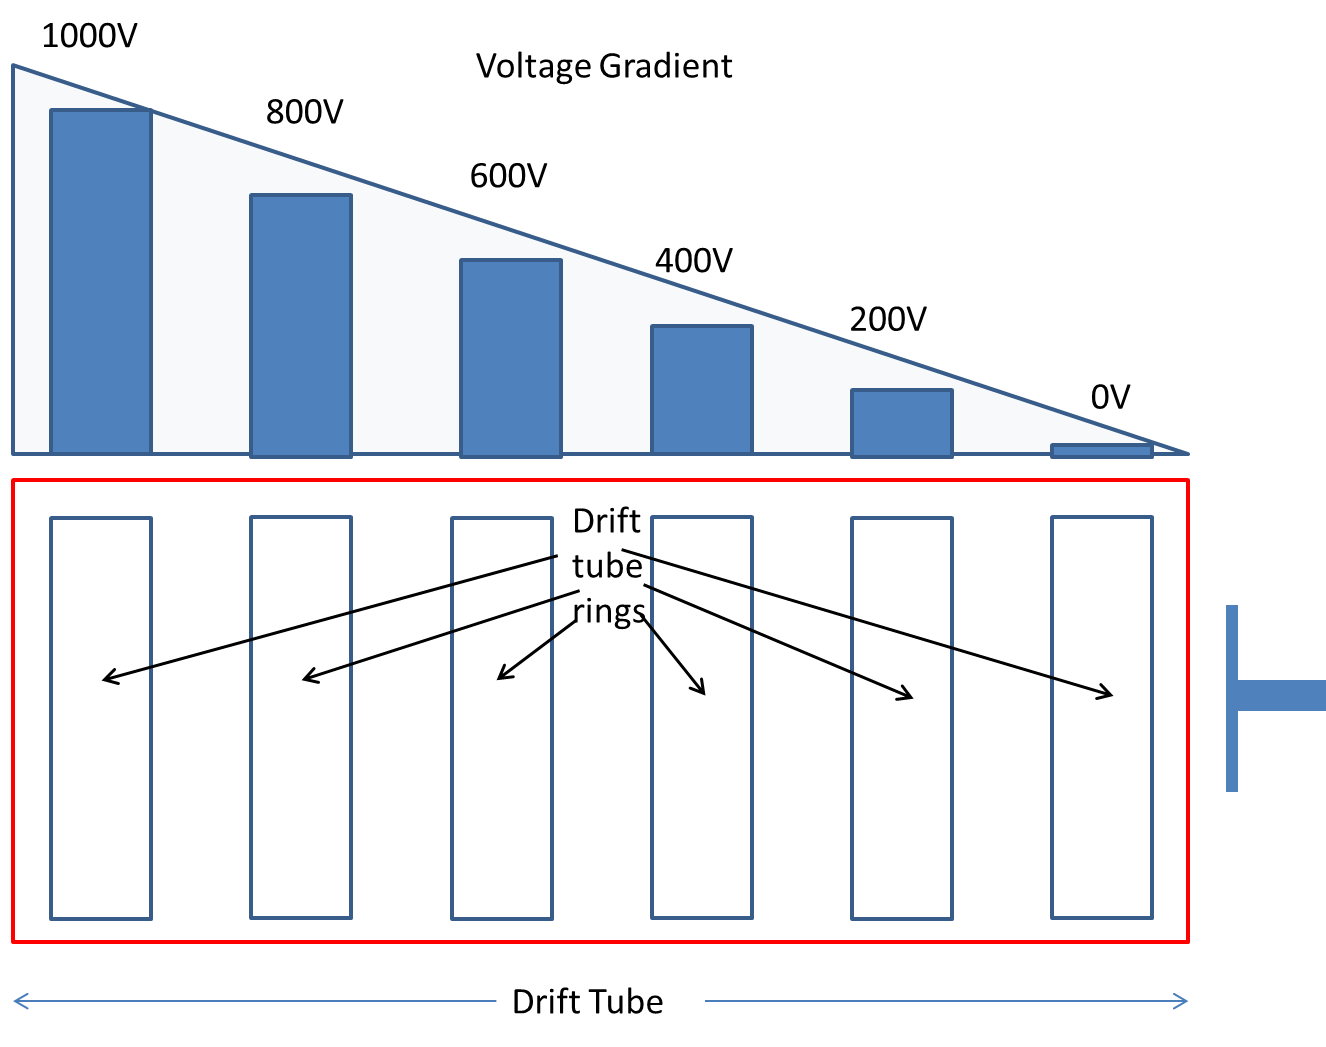 1000V
Voltage Gradient
800V
600V
400V
200V
0V
Drift
tube
rings
Drift Tube